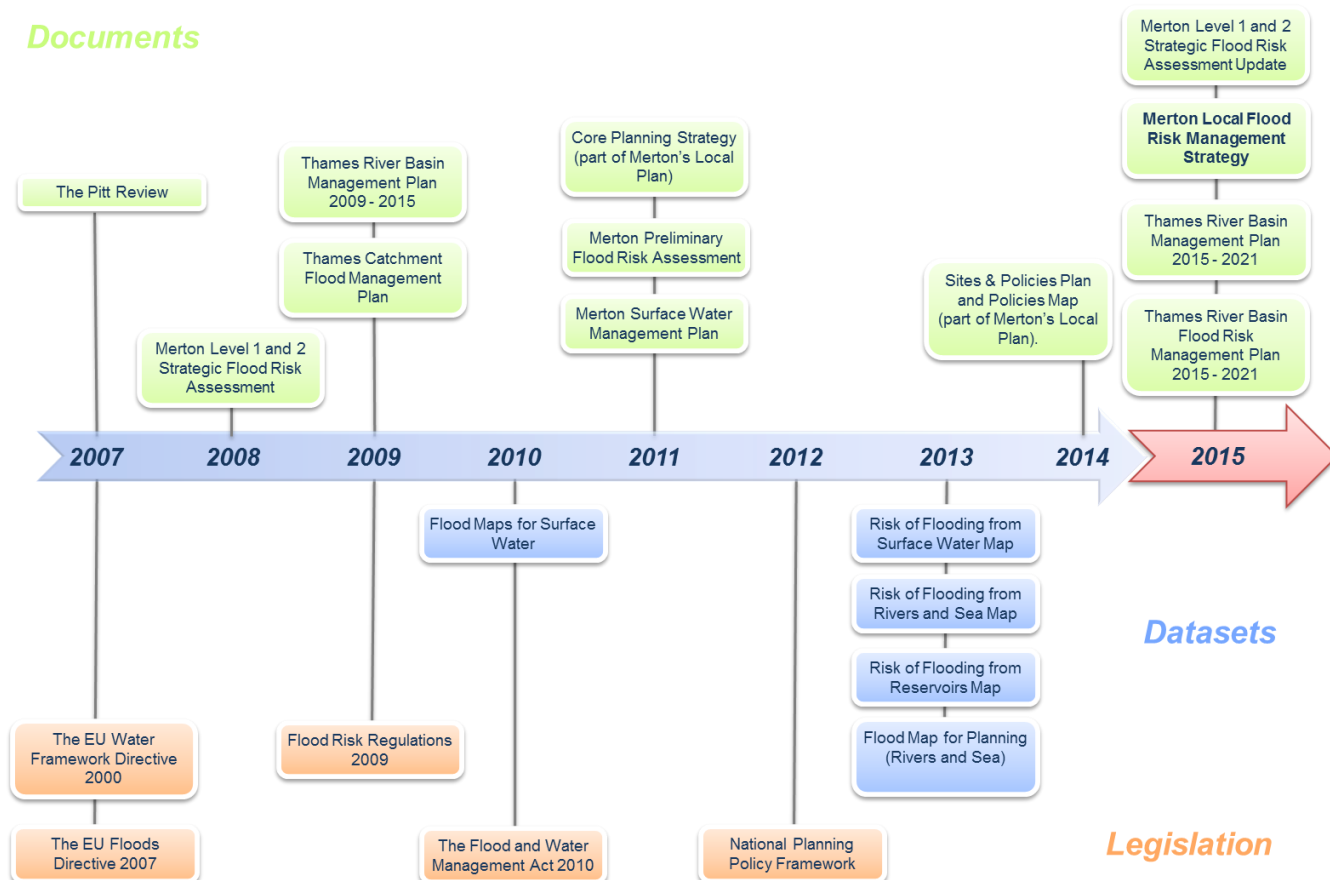 Documents
The Pitt Review
Merton Level 1 and 2
Strategic Flood Risk
Assessment
Thames River Basin
Management Plan
2009 - 2015
Thames Catchment
Flood Management
Plan
Core Planning Strategy
(part of Merton's Local
Plan)
Merton Preliminary
Flood Risk Assessment
Merton Surface Water
Management Plan
Sites & Policies Plan
and Policies Map
(part of Merton's Local
Plan).
Merton Level 1 and 2
Strategic Flood Risk
Assessment Update
Merton Local Flood
Risk Management
Strategy
Thames River Basin
Management Plan
2015 - 2021
Thames River Basin
Flood Risk
Management Plan
2015 - 2021
2007 2008 2009 2010 2011 2012 2013 2014 2015
Flood Maps for Surface
Water
Risk of Flooding from
Surface Water Map
Risk of Flooding from
Rivers and Sea Map
Risk of Flooding from
Reservoirs Map
Flood Map for Planning
(Rivers and Sea)
Datasets
The EU Water
Framework Directive
2000
The EU Floods
Directive 2007
Flood Risk Regulations
2009
The Flood and Water
Management Act 2010
National Planning
Policy Framework
Legislation